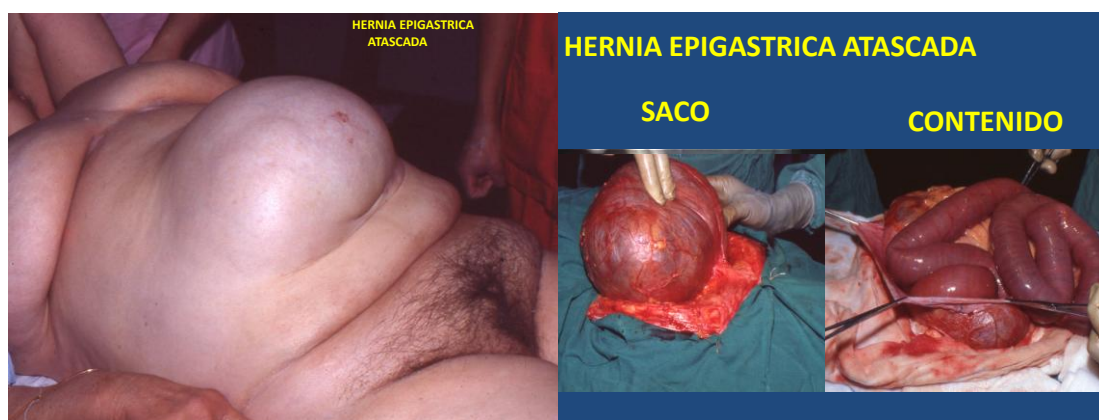 HERNIA EPIGASTRICA
ATASCADA
HERNIA EPIGASTRICA ATASCADA
SACO
CONTENIDO